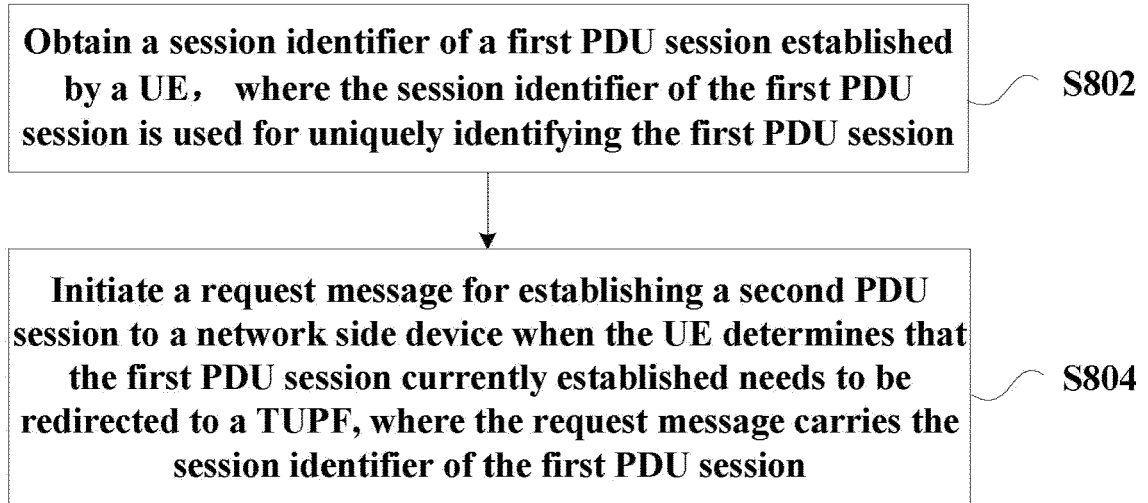 Obtain a session identifier of a first PDU session established
by a UE， where the session identifier of the first PDU
session is used for uniquely identifying the first PDU session
S802
Initiate a request message for establishing a second PDU
session to a network side device when the UE determines that
the first PDU session currently established needs to be
redirected to a TUPF, where the request message carries the
session identifier of the first PDU session
S804